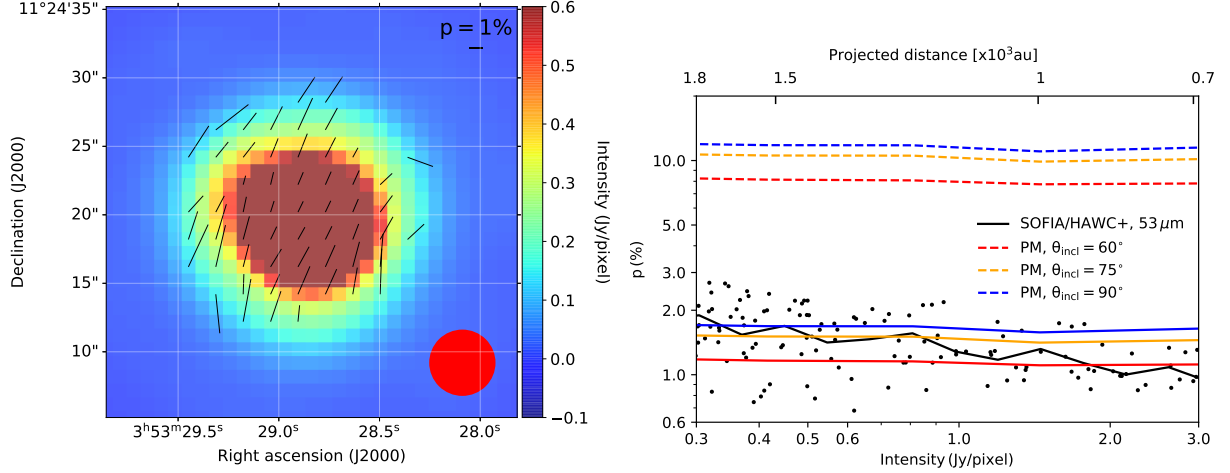 11°24'35"
30"
25"
20"
15"
10"
Declination (J2000)
p = 1%
3ʰ53ᵐ29.5ˢ 29.0ˢ 28.5ˢ 28.0ˢ
Right ascension (J2000)
0.6
0.5
0.4
0.3
0.2
0.1
0.0
−0.1
Intensity (Jy/pixel)
Projected distance [x10³au]
1.8 1.5 1 0.7
10.0
5.0
3.0
2.0
1.0
0.6
p (%)
SOFIA/HAWC+, 53 μm
PM, θincl = 60°
PM, θincl = 75°
PM, θincl = 90°
0.3 0.4 0.6 1.0 2.0 3.0
Intensity (Jy/pixel)